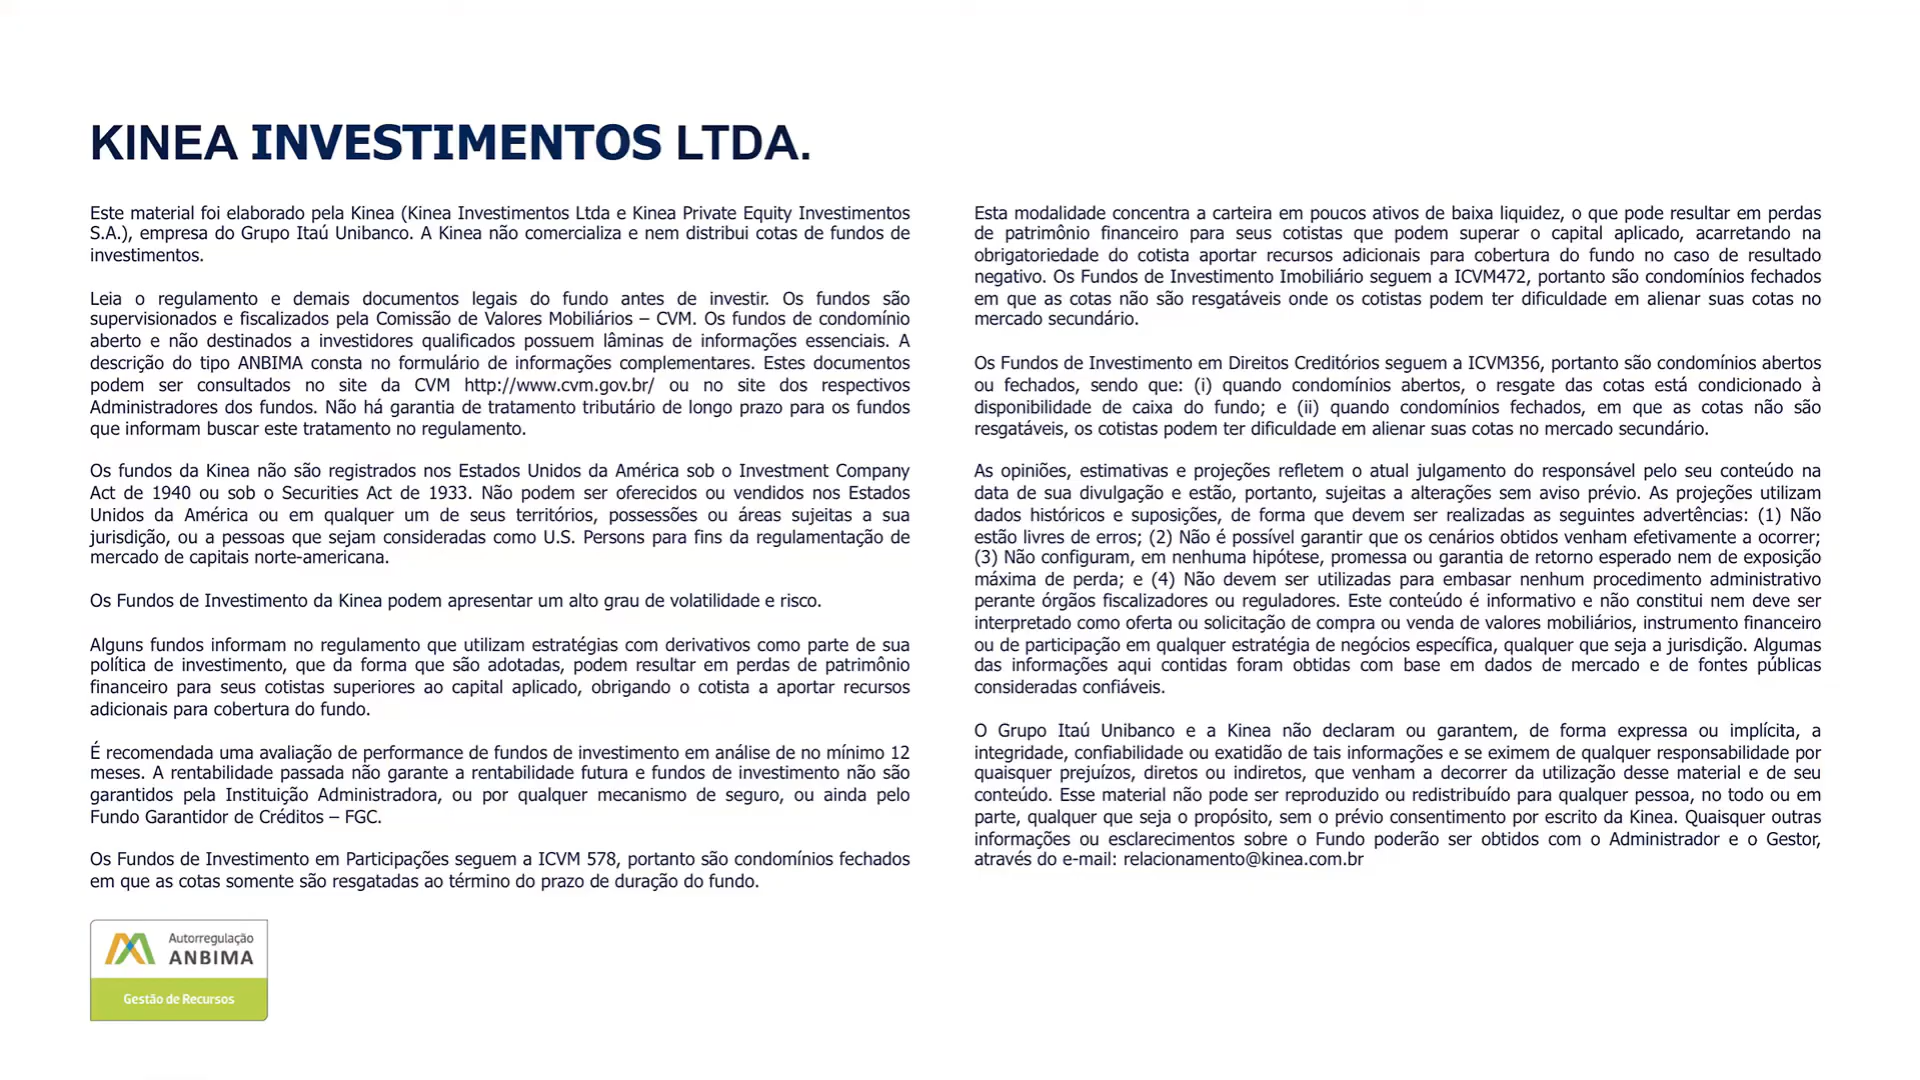 KINEA INVESTIMENTOS LTDA.
Este material foi elaborado pela Kinea (Kinea Investimentos Ltda e Kinea Private Equity Investimentos
S.A.), empresa do Grupo Itaú Unibanco. A Kinea não comercializa e nem distribui cotas de fundos de
investimentos.
Leia o regulamento e demais documentos legais do fundo antes de investir. Os fundos são
supervisionados e fiscalizados pela Comissão de Valores Mobiliários – CVM. Os fundos de condomínio
aberto e não destinados a investidores qualificados possuem lâminas de informações essenciais. A
descrição do tipo ANBIMA consta no formulário de informações complementares. Estes documentos
podem ser consultados no site da CVM http://www.cvm.gov.br/ ou no site dos respectivos
Administradores dos fundos. Não há garantia de tratamento tributário de longo prazo para os fundos
que informam buscar este tratamento no regulamento.
Os fundos da Kinea não são registrados nos Estados Unidos da América sob o Investment Company
Act de 1940 ou sob o Securities Act de 1933. Não podem ser oferecidos ou vendidos nos Estados
Unidos da América ou em qualquer um de seus territórios, possessões ou áreas sujeitas a sua
jurisdição, ou a pessoas que sejam consideradas como U.S. Persons para fins da regulamentação de
mercado de capitais norte-americana.
Os Fundos de Investimento da Kinea podem apresentar um alto grau de volatilidade e risco.
Alguns fundos informam no regulamento que utilizam estratégias com derivativos como parte de sua
política de investimento, que da forma que são adotadas, podem resultar em perdas de patrimônio
financeiro para seus cotistas superiores ao capital aplicado, obrigando o cotista a aportar recursos
adicionais para cobertura do fundo.
É recomendada uma avaliação de performance de fundos de investimento em análise de no mínimo 12
meses. A rentabilidade passada não garante a rentabilidade futura e fundos de investimento não são
garantidos pela Instituição Administradora, ou por qualquer mecanismo de seguro, ou ainda pelo
Fundo Garantidor de Créditos – FGC.
Os Fundos de Investimento em Participações seguem a ICVM 578, portanto são condomínios fechados
em que as cotas somente são resgatadas ao término do prazo de duração do fundo.
Esta modalidade concentra a carteira em poucos ativos de baixa liquidez, o que pode resultar em perdas
de patrimônio financeiro para seus cotistas que podem superar o capital aplicado, acarretando na
obrigatoriedade do cotista aportar recursos adicionais para cobertura do fundo no caso de resultado
negativo. Os Fundos de Investimento Imobiliário seguem a ICVM472, portanto são condomínios fechados
em que as cotas não são resgatáveis onde os cotistas podem ter dificuldade em alienar suas cotas no
mercado secundário.
Os Fundos de Investimento em Direitos Creditórios seguem a ICVM356, portanto são condomínios abertos
ou fechados, sendo que: (i) quando condomínios abertos, o resgate das cotas está condicionado à
disponibilidade de caixa do fundo; e (ii) quando condomínios fechados, em que as cotas não são
resgatáveis, os cotistas podem ter dificuldade em alienar suas cotas no mercado secundário.
As opiniões, estimativas e projeções refletem o atual julgamento do responsável pelo seu conteúdo na
data de sua divulgação e estão, portanto, sujeitas a alterações sem aviso prévio. As projeções utilizam
dados históricos e suposições, de forma que devem ser realizadas as seguintes advertências: (1) Não
estão livres de erros; (2) Não é possível garantir que os cenários obtidos venham efetivamente a ocorrer;
(3) Não configuram, em nenhuma hipótese, promessa ou garantia de retorno esperado nem de exposição
máxima de perda; e (4) Não devem ser utilizadas para embasar nenhum procedimento administrativo
perante órgãos fiscalizadores ou reguladores. Este conteúdo é informativo e não constitui nem deve ser
interpretado como oferta ou solicitação de compra ou venda de valores mobiliários, instrumento financeiro
ou de participação em qualquer estratégia de negócios específica, qualquer que seja a jurisdição. Algumas
das informações aqui contidas foram obtidas com base em dados de mercado e de fontes públicas
consideradas confiáveis.
O Grupo Itaú Unibanco e a Kinea não declaram ou garantem, de forma expressa ou implícita, a
integridade, confiabilidade ou exatidão de tais informações e se eximem de qualquer responsabilidade por
quaisquer prejuízos, diretos ou indiretos, que venham a decorrer da utilização desse material e de seu
conteúdo. Esse material não pode ser reproduzido ou redistribuído para qualquer pessoa, no todo ou em
parte, qualquer que seja o propósito, sem o prévio consentimento por escrito da Kinea. Quaisquer outras
informações ou esclarecimentos sobre o Fundo poderão ser obtidos com o Administrador e o Gestor,
através do e-mail: relacionamento@kinea.com.br
Autorregulação
ANBIMA
Gestão de Recursos